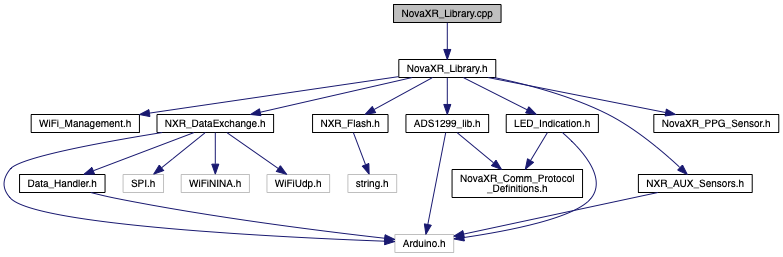 NovaXR_Library.cpp
NovaXR_Library.h
WiFi_Management.h
NXR_DataExchange.h
NXR_Flash.h
ADS1299_lib.h
LED_Indication.h
NovaXR_PPG_Sensor.h
Data_Handler.h
SPI.h
WiFiNINA.h
WiFiUdp.h
string.h
NovaXR_Comm_Protocol
_Definitions.h
NXR_AUX_Sensors.h
Arduino.h